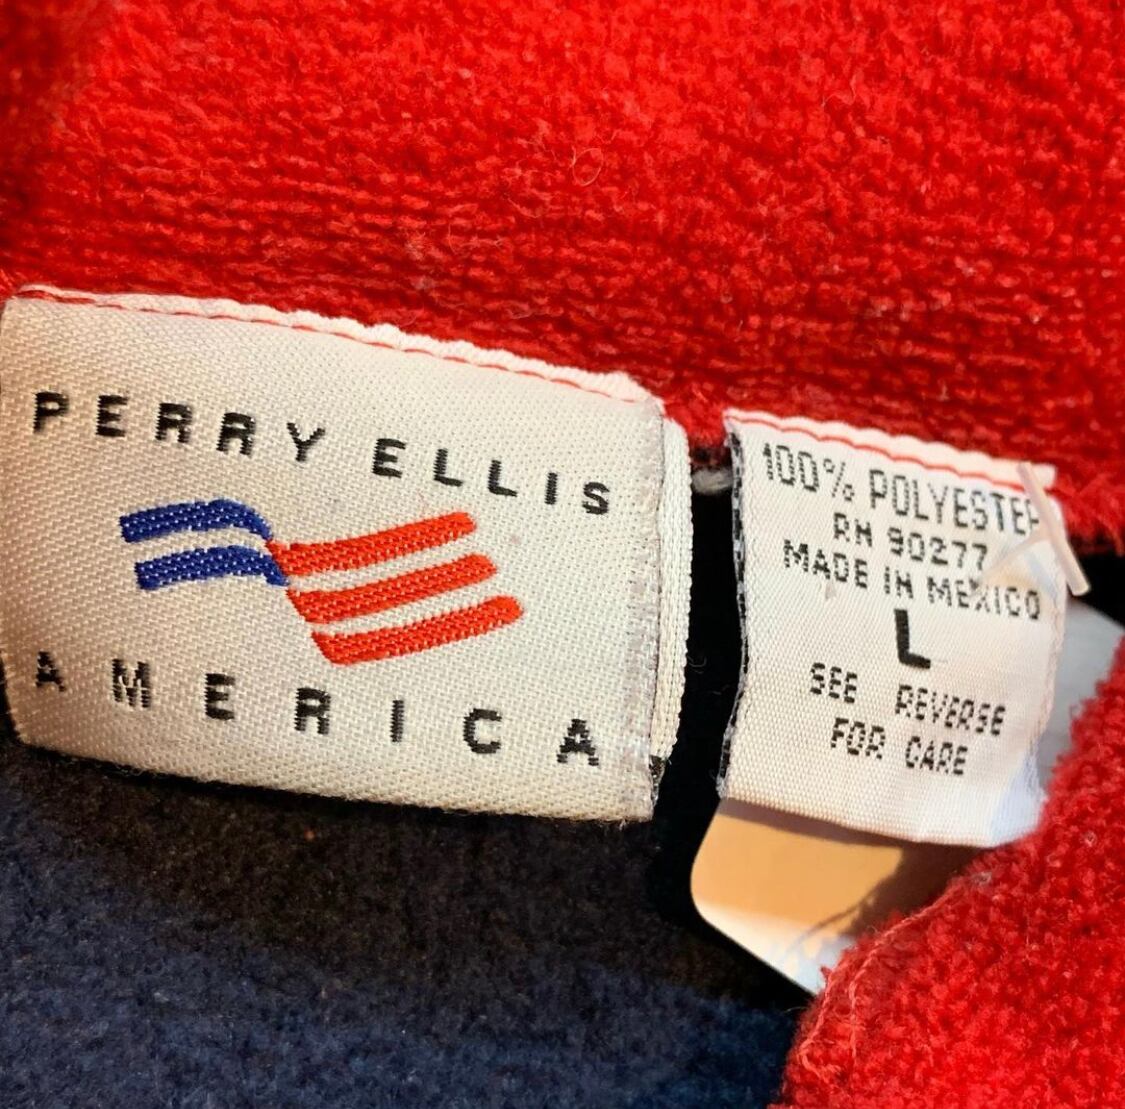 PERRY ELLIS
AMERICA
100% POLYESTER
RN 90277
MADE IN MEXICO
L
SEE REVERSE
FOR CARE